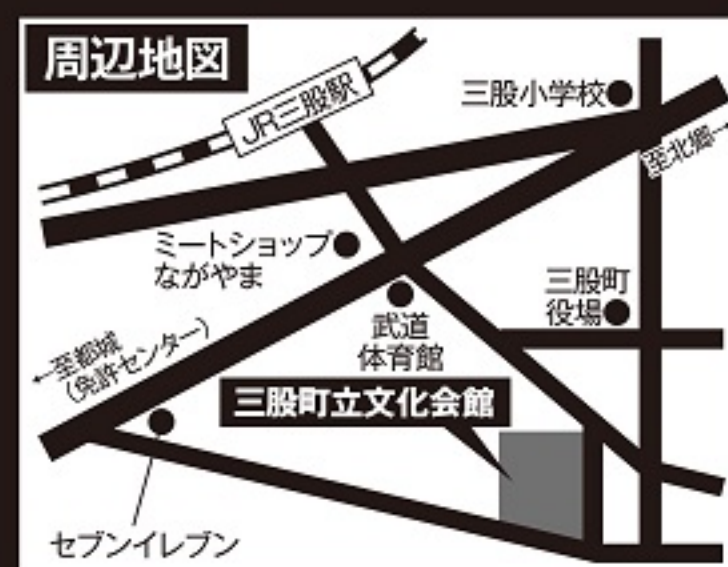 周辺地図
JR三股駅
三股小学校
至北郷→
ミートショップ
ながやま
三股町
役場
武道
体育館
←至都城
（免許センター）
三股町立文化会館
セブンイレブン